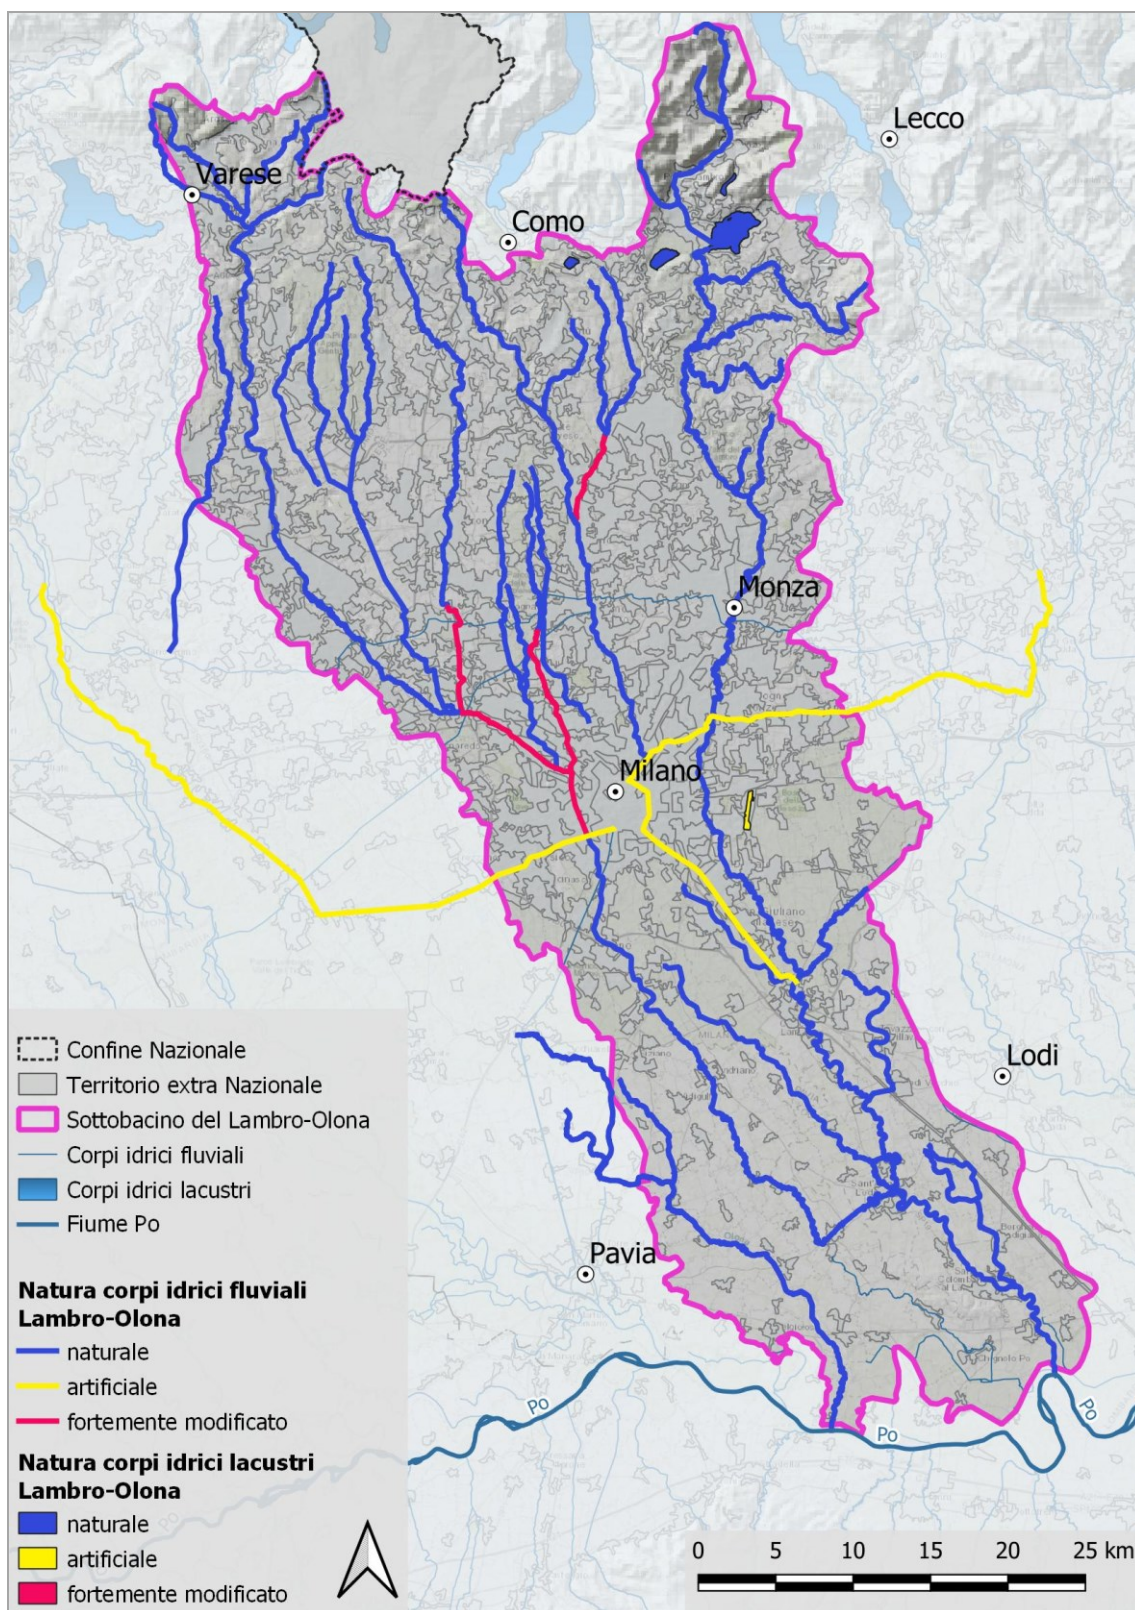 Lecco
Varese
Como
Monza
Milano
Lodi
Pavia
Po
Po
Po
Confine Nazionale
Territorio extra Nazionale
Sottobacino del Lambro-Olona
Corpi idrici fluviali
Corpi idrici lacustri
Fiume Po
Natura corpi idrici fluviali
Lambro-Olona
naturale
artificiale
fortemente modificato
Natura corpi idrici lacustri
Lambro-Olona
naturale
artificiale
fortemente modificato
0 5 10 15 20 25 km